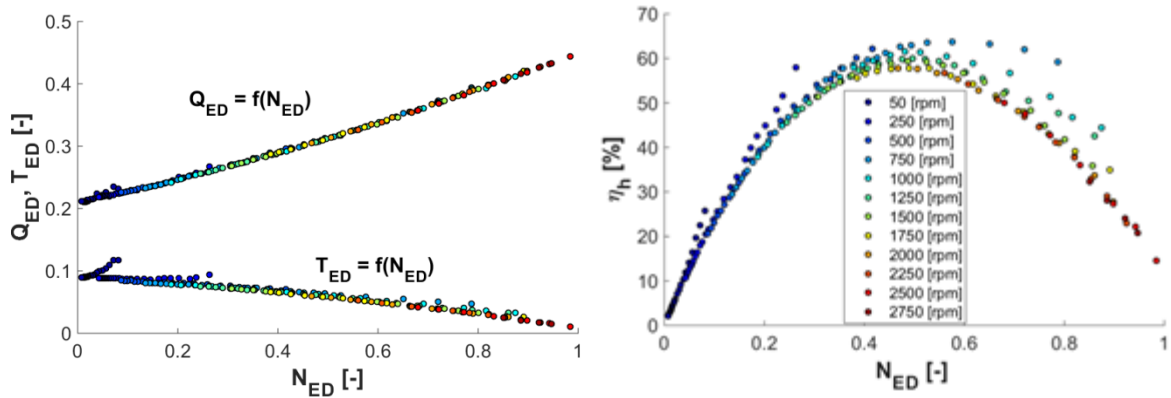 0.5
0.4
0.3
0.2
0.1
0
Q_ED, T_ED [-]
Q_ED = f(N_ED)
T_ED = f(N_ED)
0 0.2 0.4 0.6 0.8 1
N_ED [-]
70
60
50
40
30
20
10
0
η_h [%]
50 [rpm]
250 [rpm]
500 [rpm]
750 [rpm]
1000 [rpm]
1250 [rpm]
1500 [rpm]
1750 [rpm]
2000 [rpm]
2250 [rpm]
2500 [rpm]
2750 [rpm]
0 0.2 0.4 0.6 0.8 1
N_ED [-]